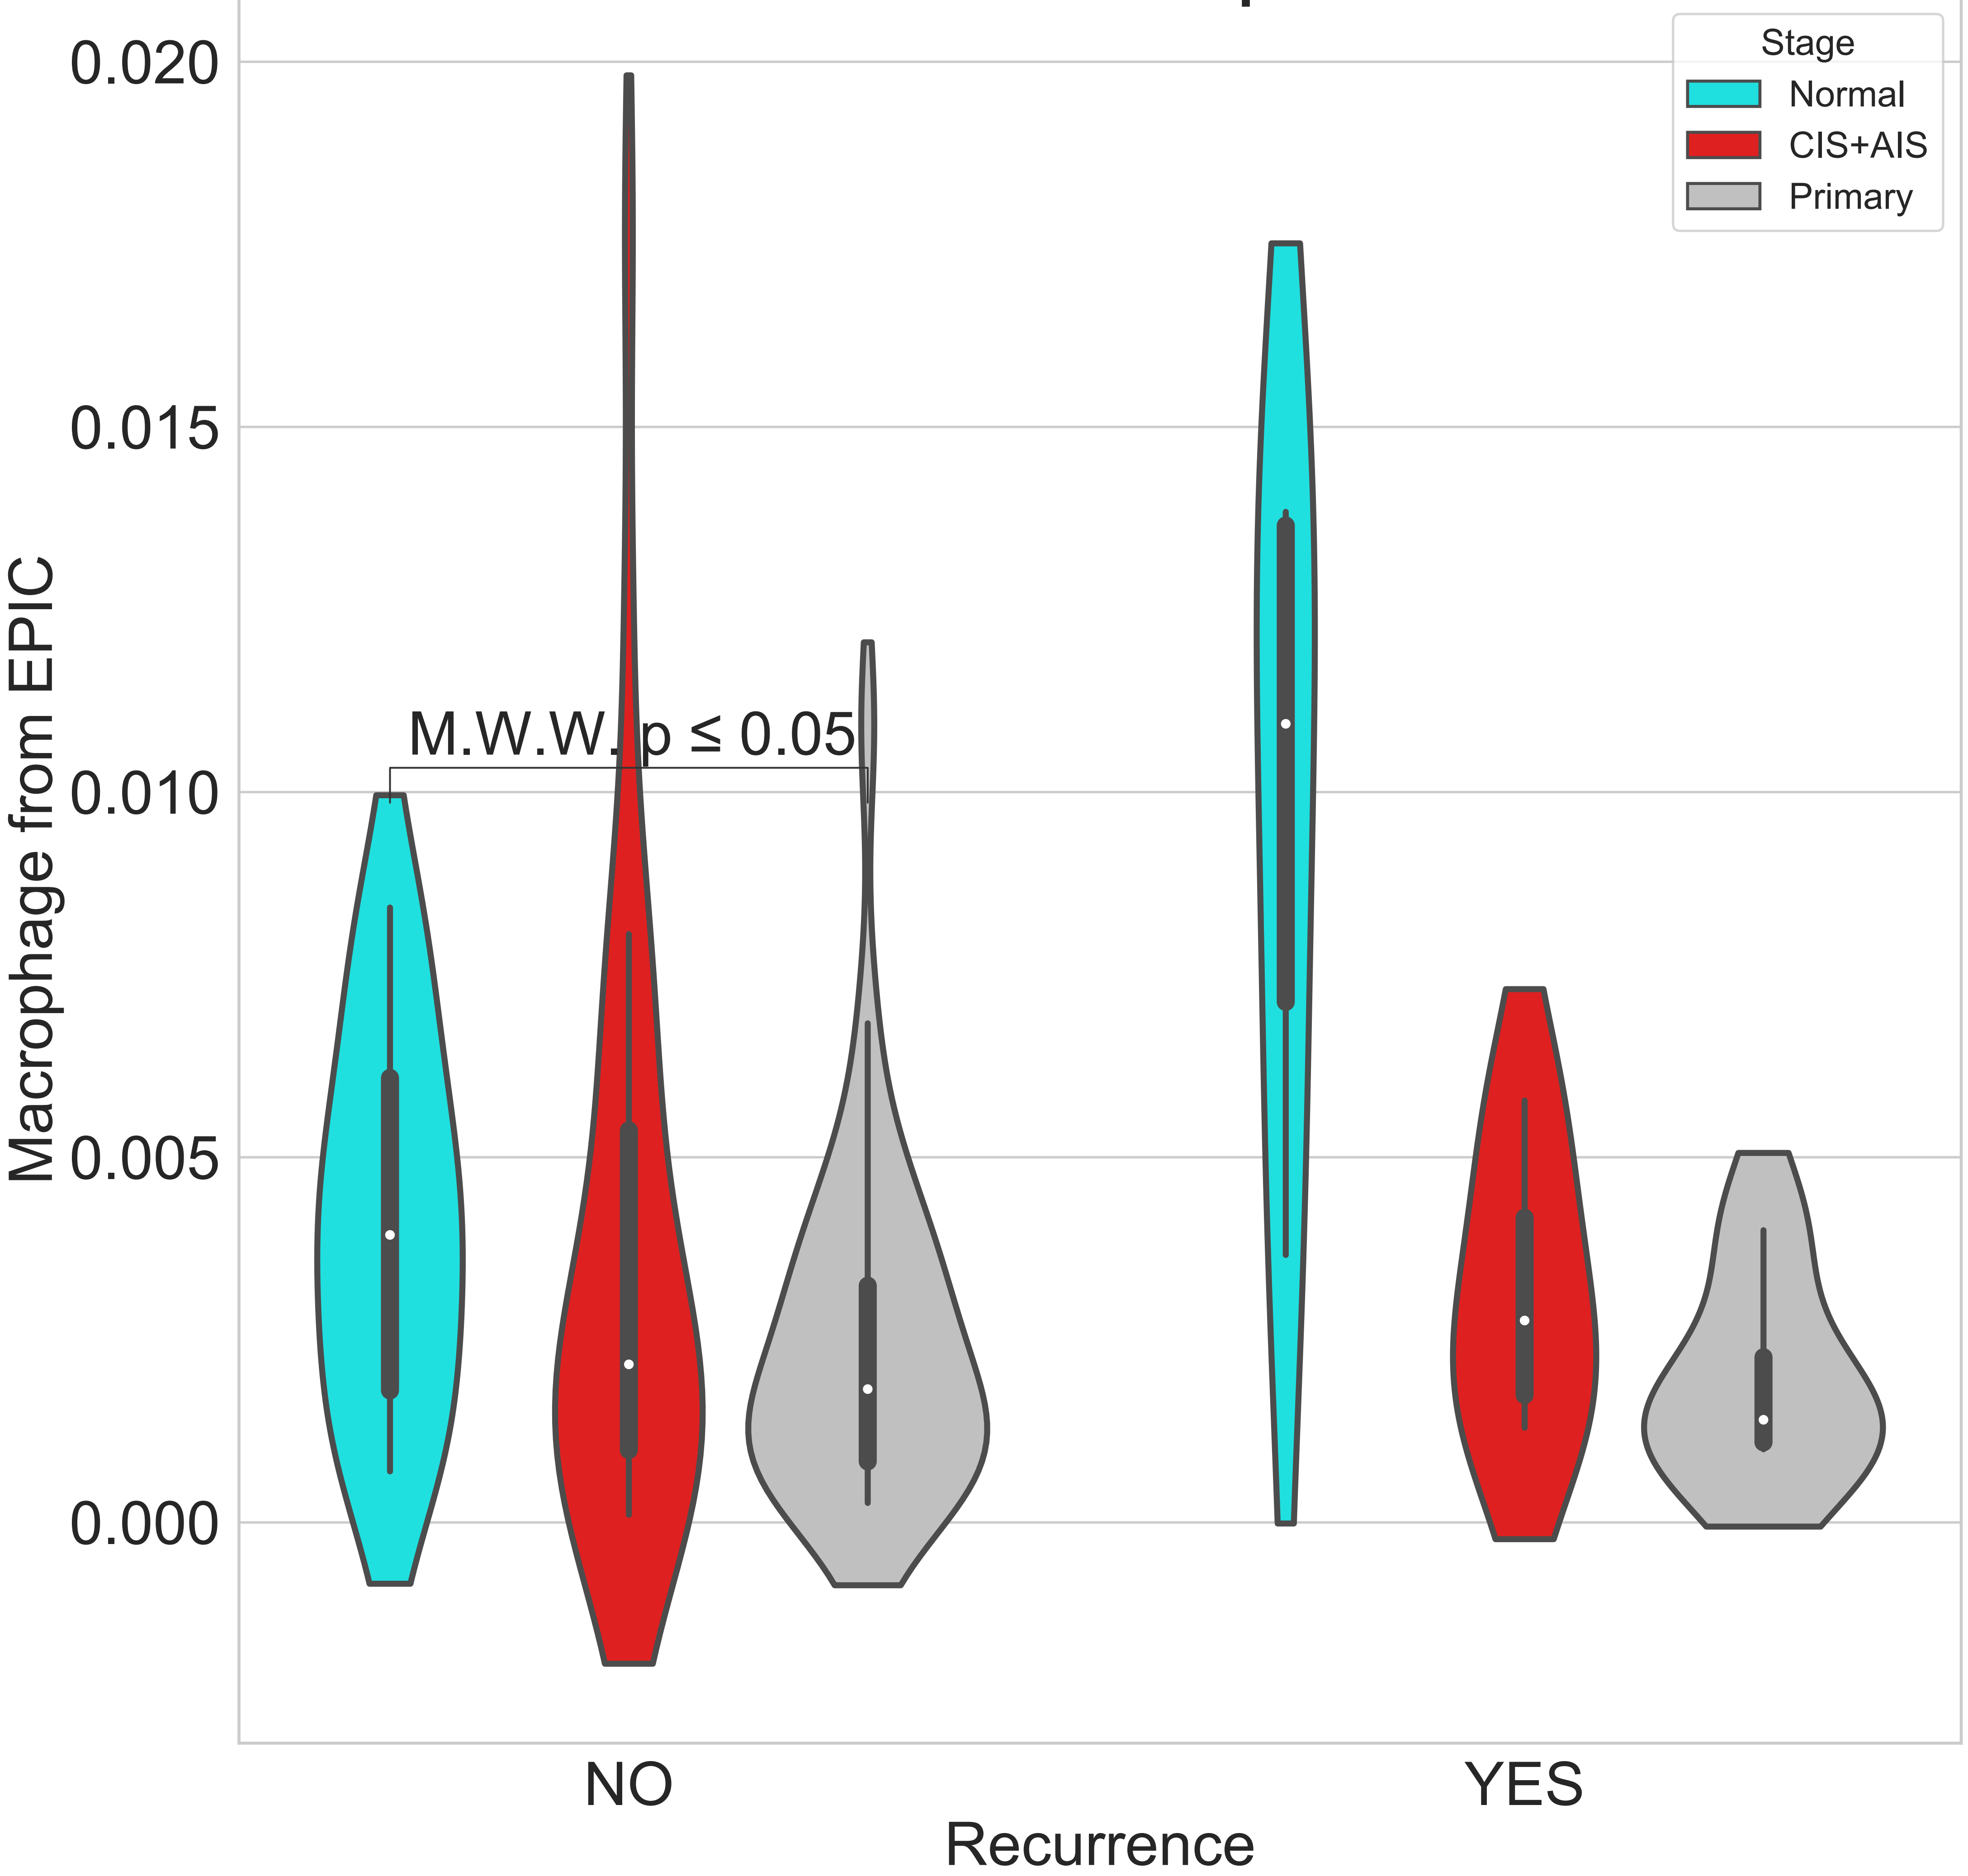 Stage
Normal
CIS+AIS
Primary
0.020
0.015
0.010
0.005
0.000
Macrophage from EPIC
M.W.W. p ≤ 0.05
NO
YES
Recurrence